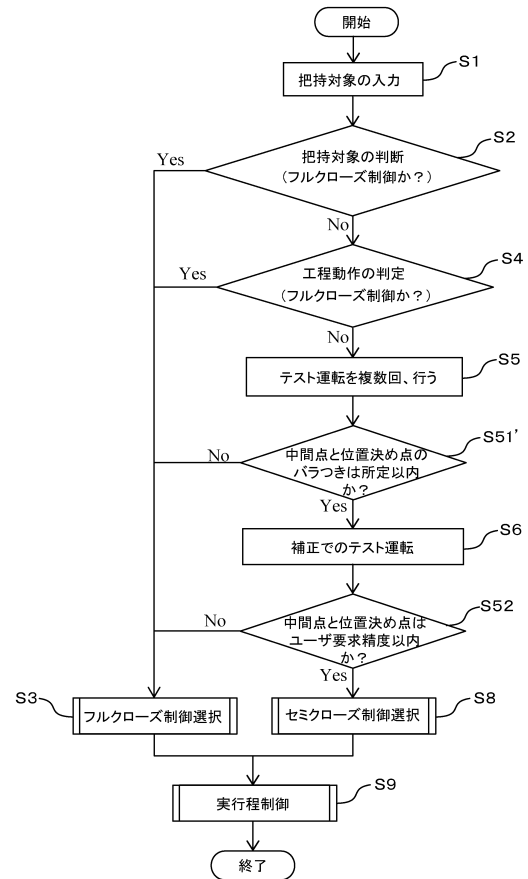 開始
把持対象の入力
S1
把持対象の判断
(フルクローズ制御か?)
S2
Yes
No
工程動作の判定
(フルクローズ制御か?)
S4
Yes
No
テスト運転を複数回、行う
S5
中間点と位置決め点の
バラつきは所定以内
か?
S51'
No
Yes
補正でのテスト運転
S6
中間点と位置決め点は
ユーザ要求精度以内
か?
S52
No
Yes
S3
フルクローズ制御選択
セミクローズ制御選択
S8
実行程制御
S9
終了